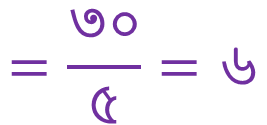 = ৩০/৫ = ৬